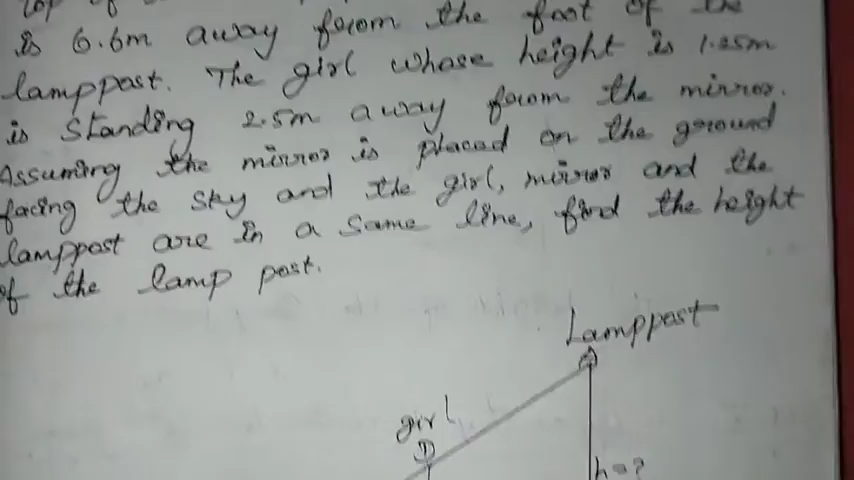 top of
is 6.6m away from the foot of the
lamppost. The girl whose height is 1.25m
is standing 2.5m away from the mirror.
Assuming the mirror is placed on the ground
facing the sky and the girl, mirror and the
lamppost are in a same line, find the height
of the lamp post.
Lamppost
girl
h=?